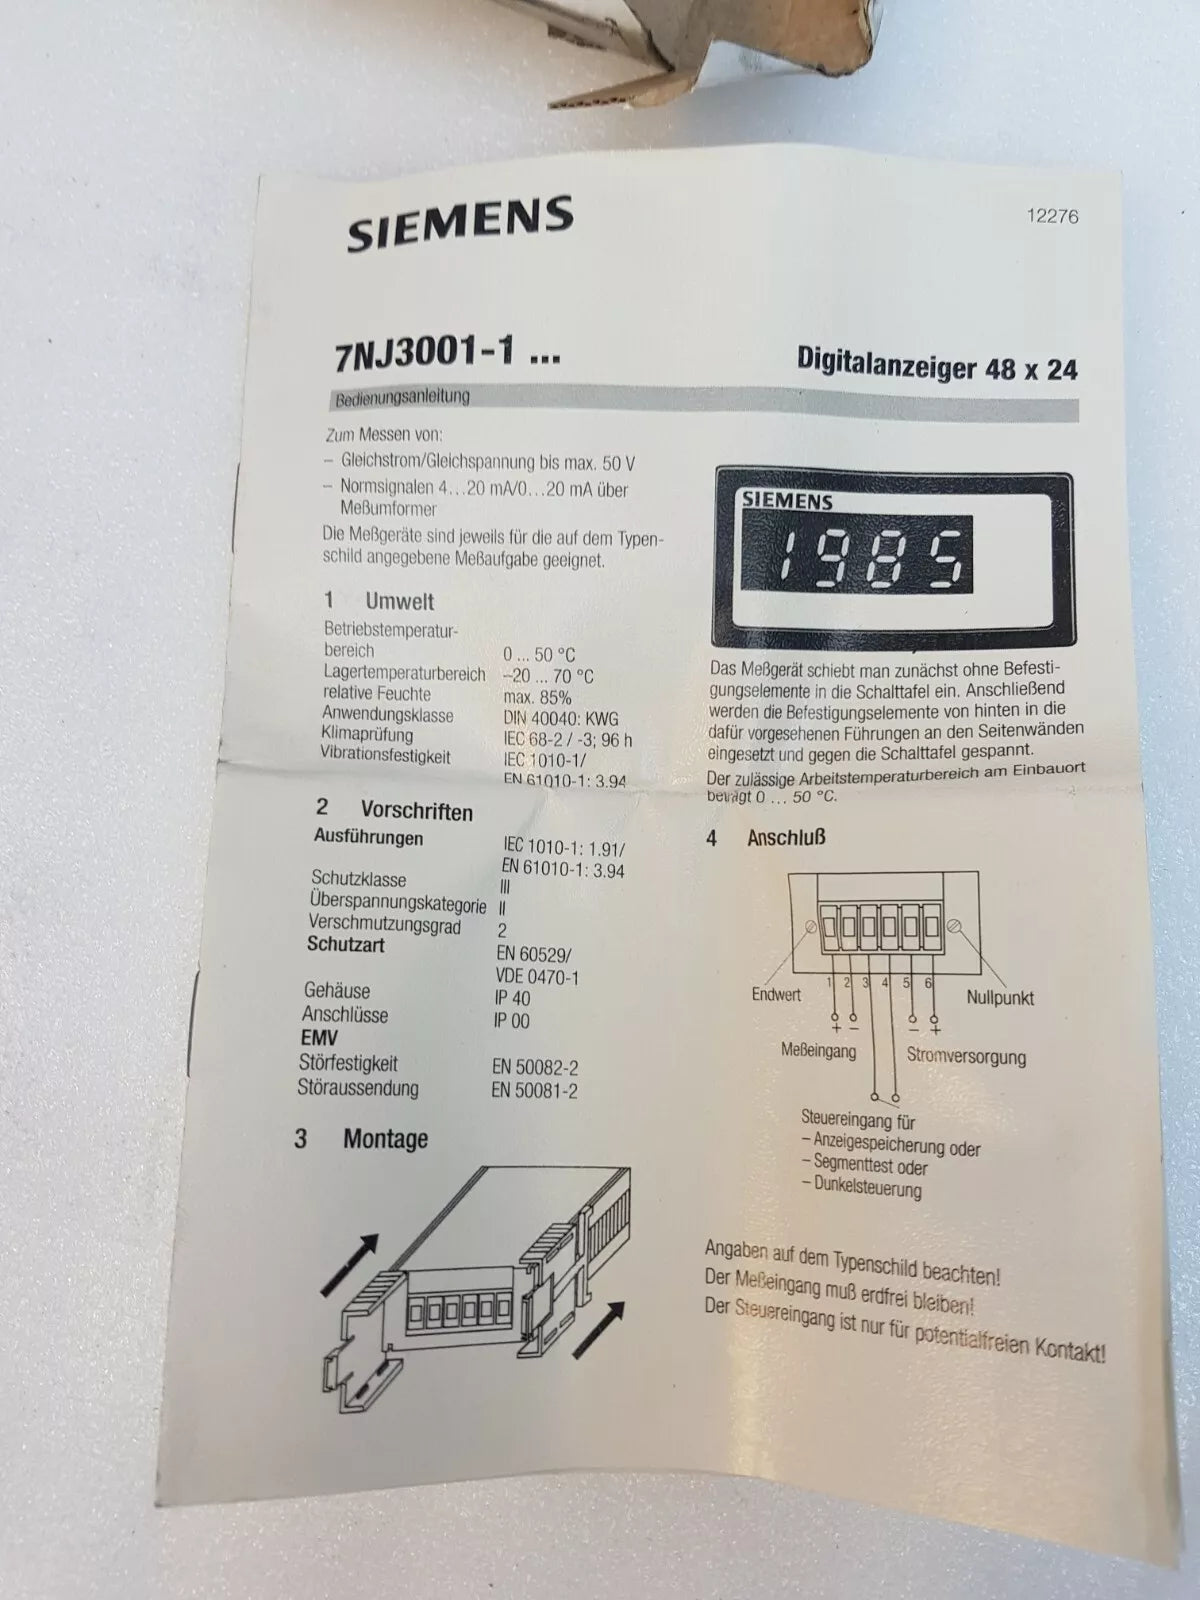 SIEMENS
12276
7NJ3001-1 ...
Digitalanzeiger 48 x 24
Bedienungsanleitung
Zum Messen von:
– Gleichstrom/Gleichspannung bis max. 50 V
– Normsignalen 4...20 mA/0...20 mA über
Meßumformer
Die Meßgeräte sind jeweils für die auf dem Typen-
schild angegebene Meßaufgabe geeignet.
1 Umwelt
Betriebstemperatur-
bereich 0 ... 50 °C
Lagertemperaturbereich –20 ... 70 °C
relative Feuchte max. 85%
Anwendungsklasse DIN 40040: KWG
Klimaprüfung IEC 68-2 / -3; 96 h
Vibrationsfestigkeit IEC 1010-1/
EN 61010-1: 3.94
2 Vorschriften
Ausführungen IEC 1010-1: 1.91/
EN 61010-1: 3.94
Schutzklasse III
Überspannungskategorie II
Verschmutzungsgrad 2
Schutzart EN 60529/
VDE 0470-1
Gehäuse IP 40
Anschlüsse IP 00
EMV
Störfestigkeit EN 50082-2
Störaussendung EN 50081-2
3 Montage
SIEMENS
1985
Das Meßgerät schiebt man zunächst ohne Befesti-
gungselemente in die Schalttafel ein. Anschließend
werden die Befestigungselemente von hinten in die
dafür vorgesehenen Führungen an den Seitenwänden
eingesetzt und gegen die Schalttafel gespannt.
Der zulässige Arbeitstemperaturbereich am Einbauort
beträgt 0 ... 50 °C.
4 Anschluß
1 2 3 4 5 6
Endwert
Nullpunkt
+ – – +
Meßeingang
Stromversorgung
Steuereingang für
– Anzeigespeicherung oder
– Segmenttest oder
– Dunkelsteuerung
Angaben auf dem Typenschild beachten!
Der Meßeingang muß erdfrei bleiben!
Der Steuereingang ist nur für potentialfreien Kontakt!